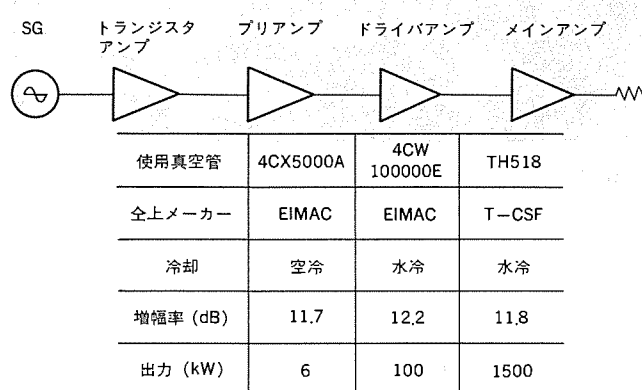 SG
トランジスタ
アンプ
プリアンプ
ドライバアンプ
メインアンプ
使用真空管 4CX5000A 4CW 100000E TH518
仝上メーカー EIMAC EIMAC T-CSF
冷却 空冷 水冷 水冷
増幅率 (dB) 11.7 12.2 11.8
出力 (kW) 6 100 1500